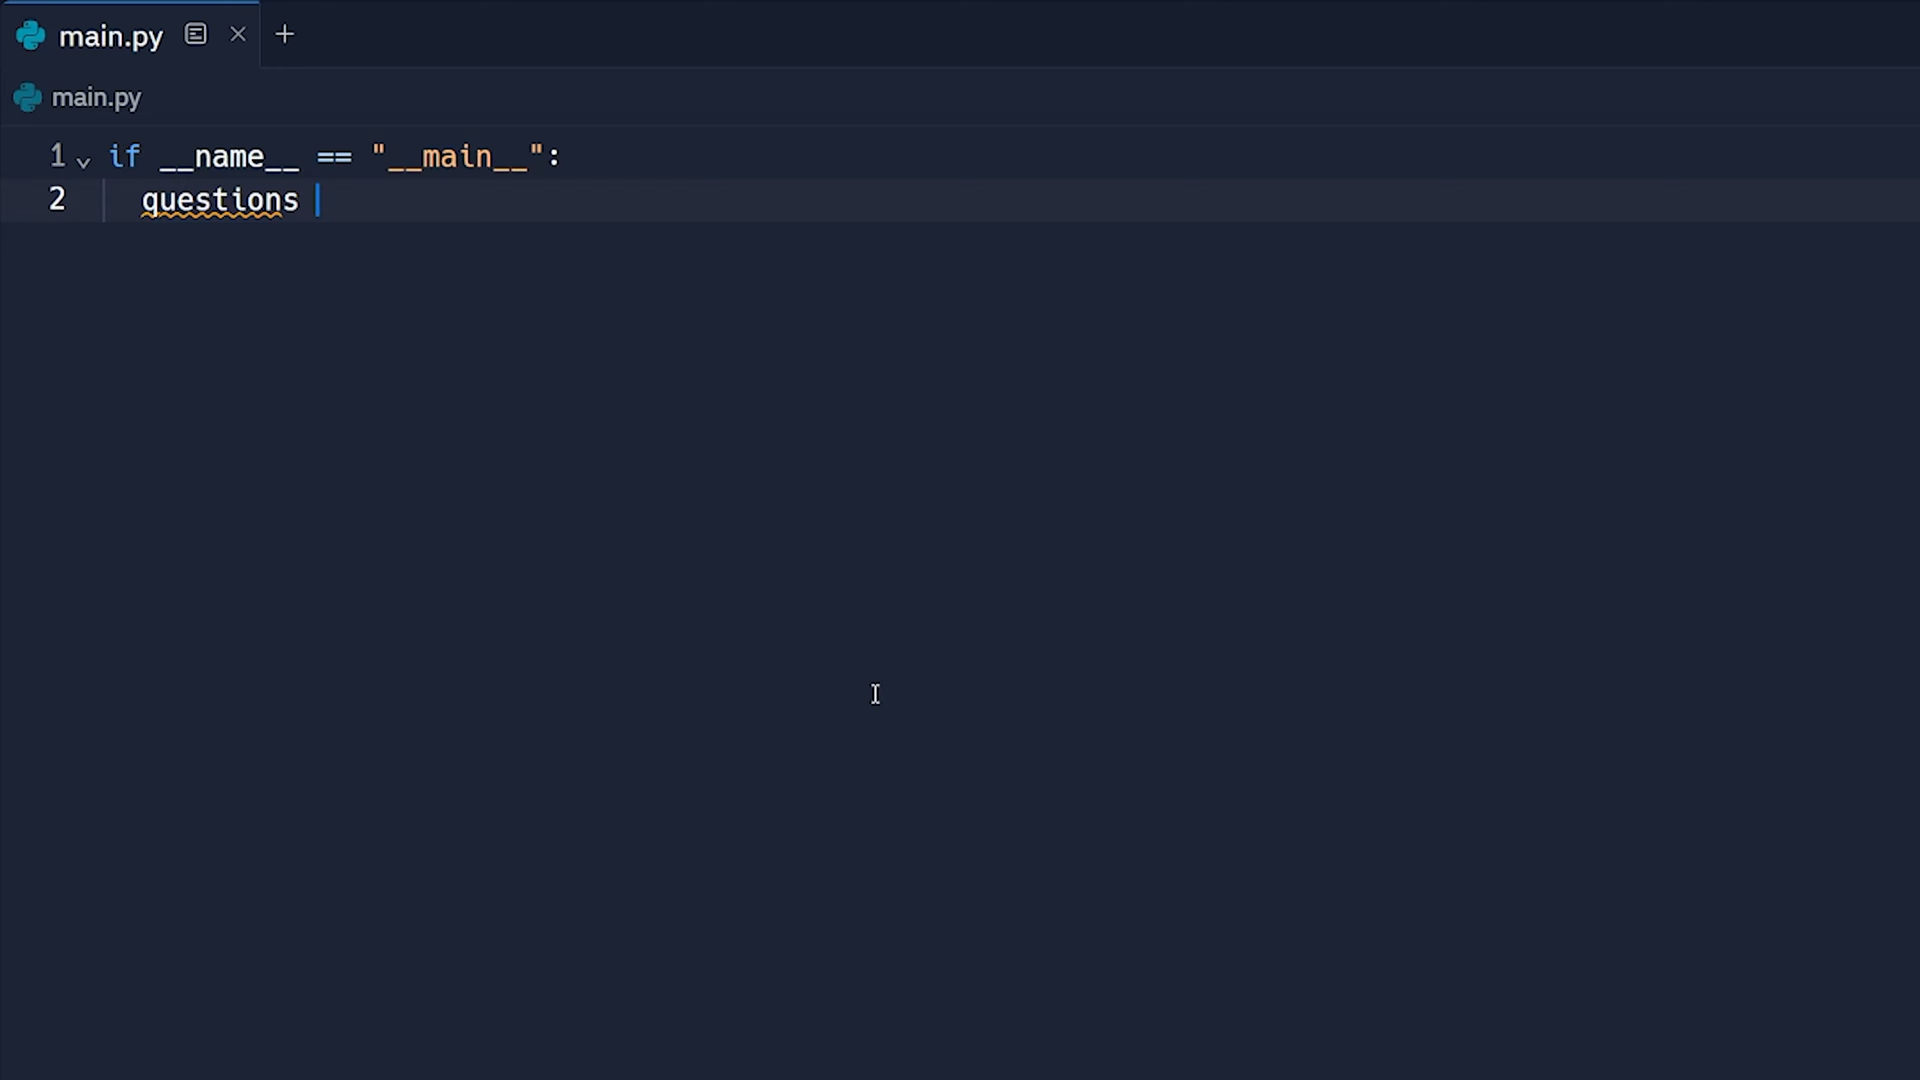 main.py
main.py
1 if __name__ == "__main__":
2 questions